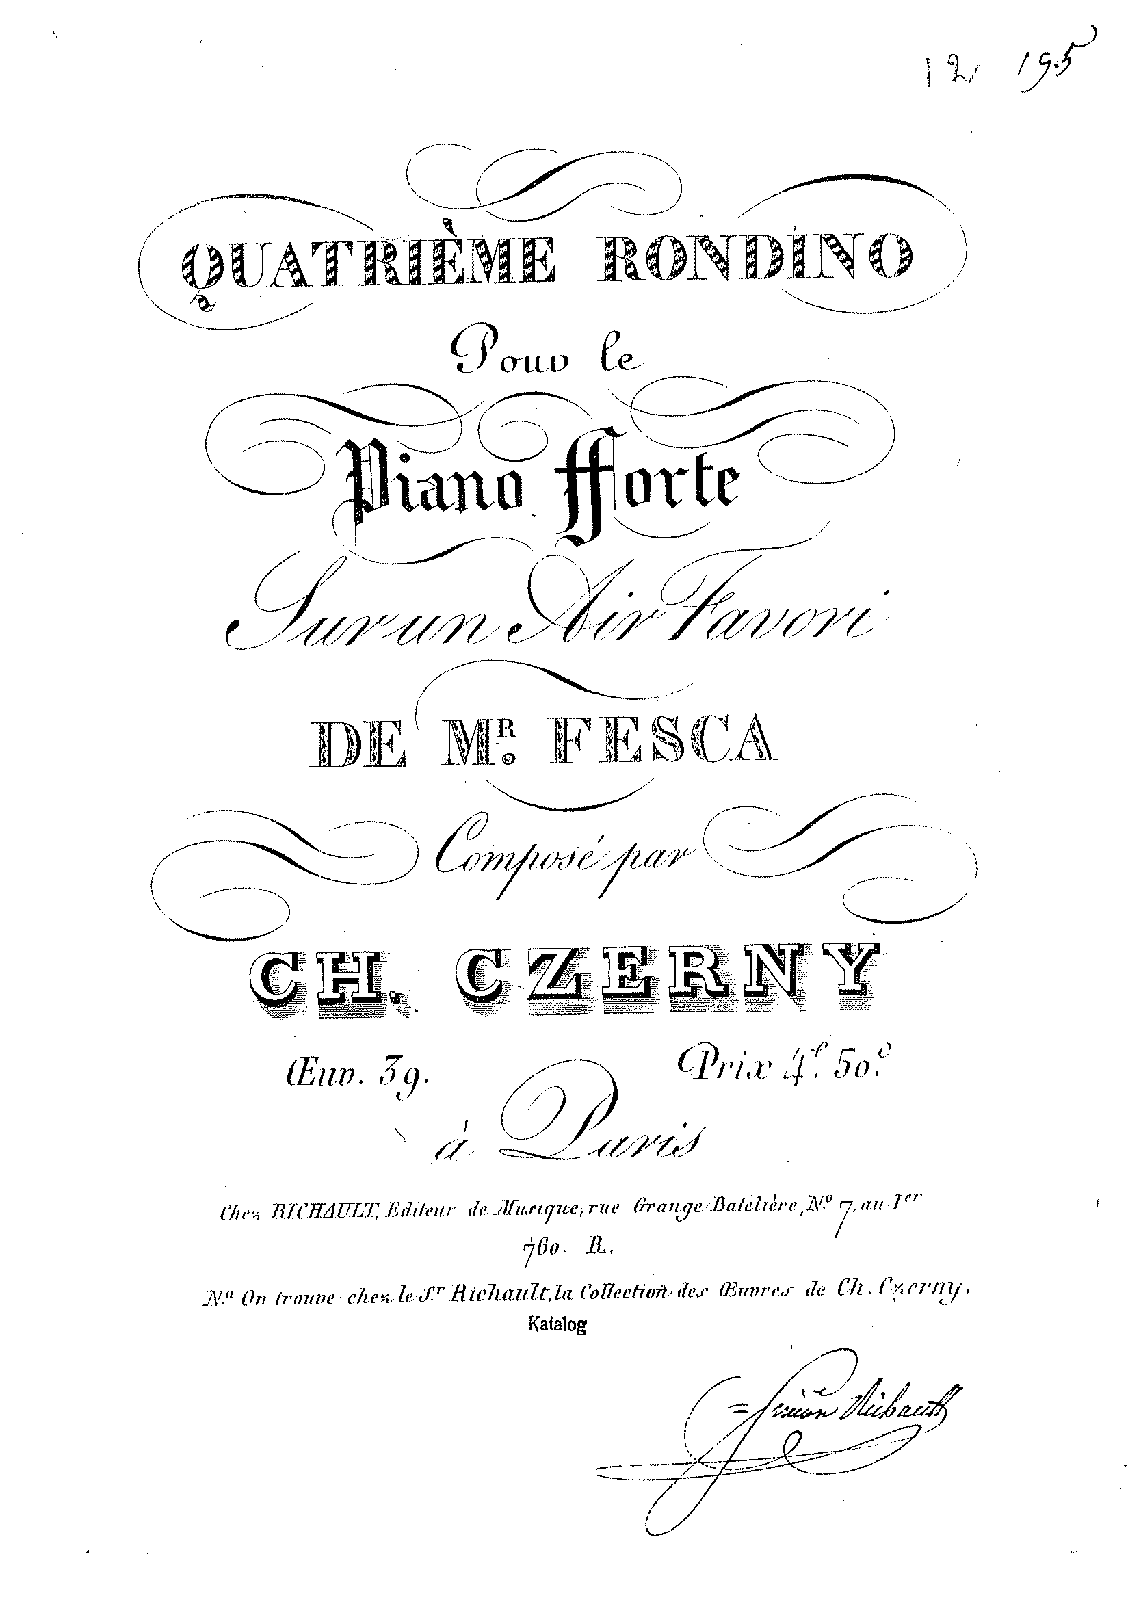 12 195
QUATRIÈME RONDINO
Pour le
Piano Forte
Sur un Air Favori
DE MR. FESCA
Composé par
CH. CZERNY
Œuv. 39. Prix 4f. 50c.
à Paris
Chez RICHAULT, Editeur de Musique, rue Grange-Batelière, No 7, au 1er
760. R.
Na On trouve chez le Sr Richault, la Collection des Œuvres de Ch. Czerny.
Katalog
Richault